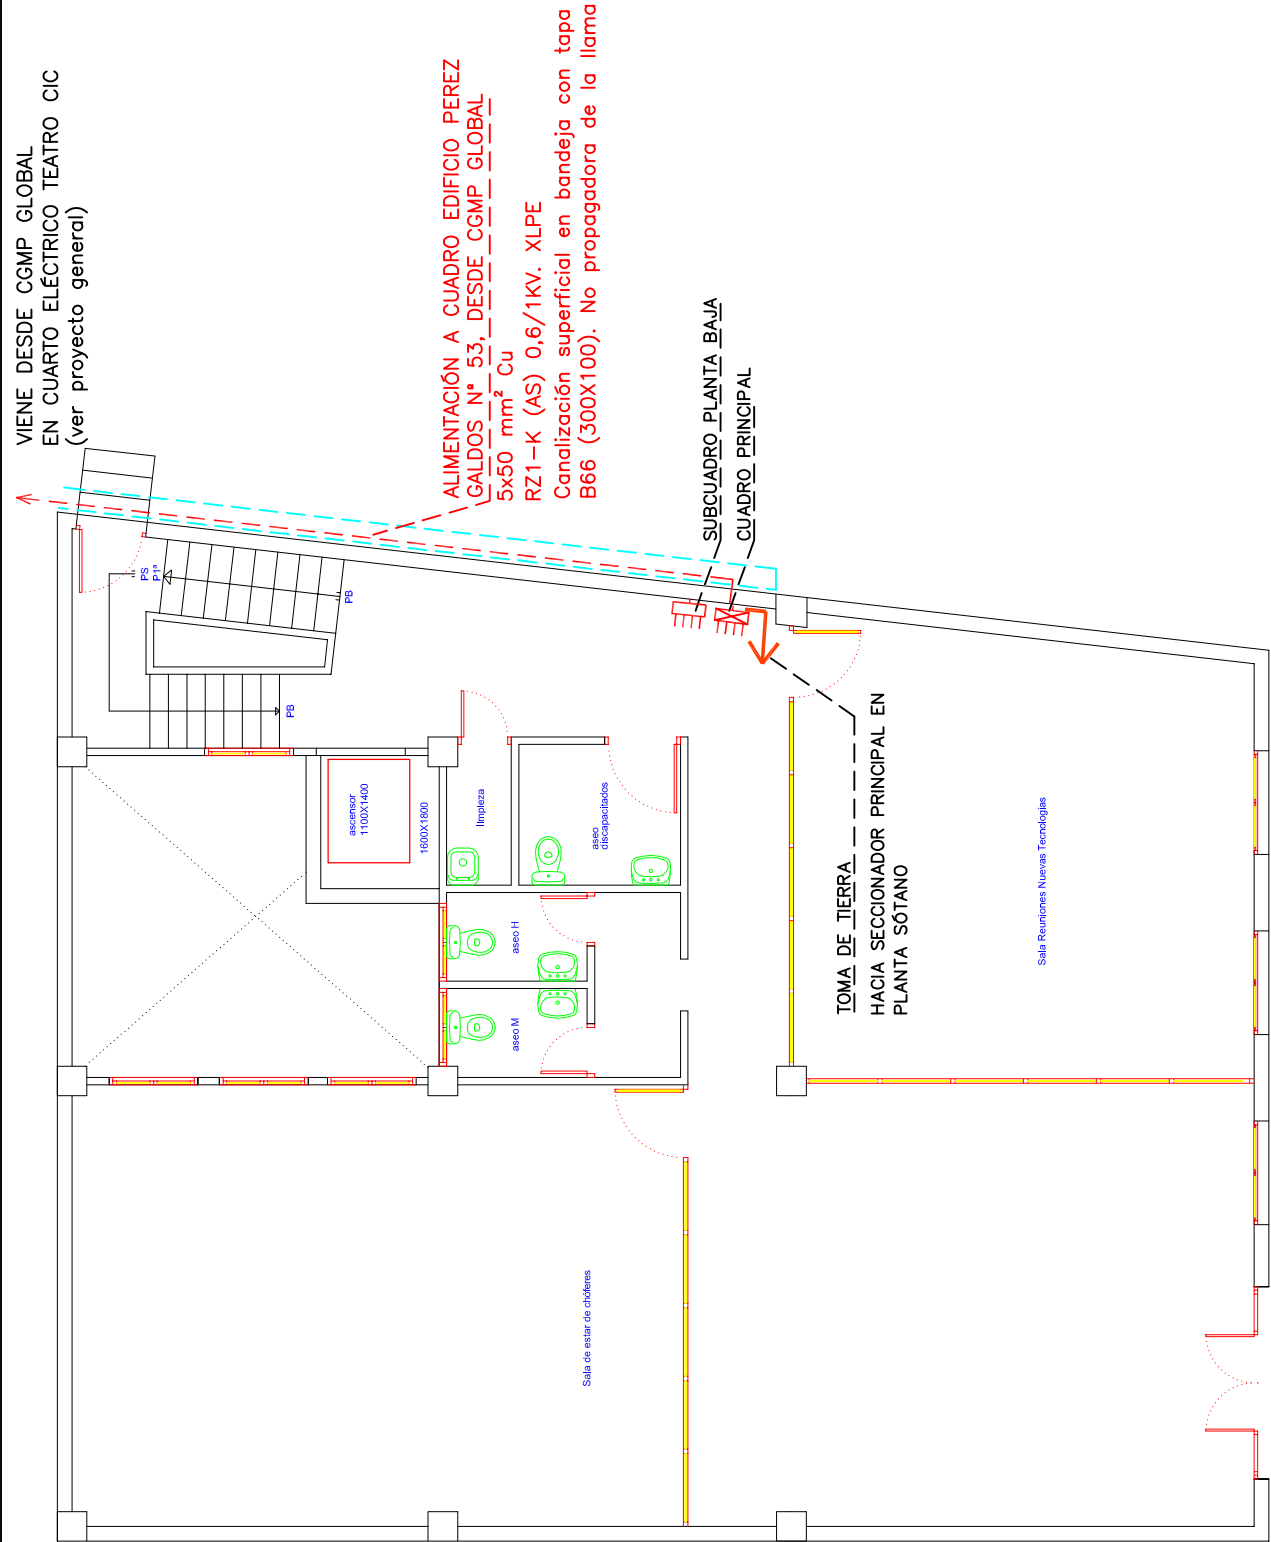 VIENE DESDE CGMP GLOBAL
EN CUARTO ELÉCTRICO TEATRO CIC
(ver proyecto general)
ALIMENTACIÓN A CUADRO EDIFICIO PEREZ
GALDOS Nº 53, DESDE CGMP GLOBAL
5x50 mm² Cu
RZ1-K (AS) 0,6/1KV. XLPE
Canalización superficial en bandeja con tapa
B66 (300X100). No propagadora de la llama
SUBCUADRO PLANTA BAJA
CUADRO PRINCIPAL
TOMA DE TIERRA
HACIA SECCIONADOR PRINCIPAL EN
PLANTA SÓTANO
PS
P1ª
PB
PB
ascensor
1100X1400
1600X1800
limpieza
aseo
discapacitados
aseo H
aseo M
Sala Reuniones Nuevas Tecnologias
Sala de estar de chóferes